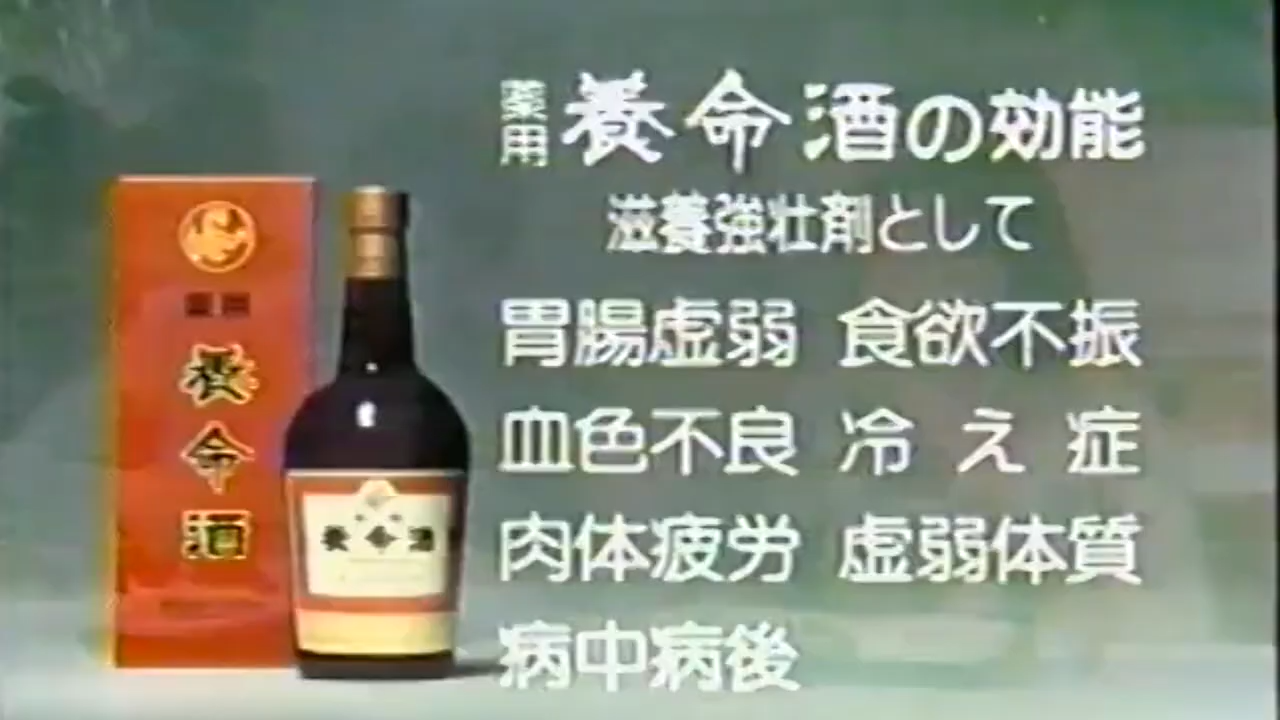 薬用 養命酒の効能
滋養強壮剤として
胃腸虚弱 食欲不振
血色不良 冷え症
肉体疲労 虚弱体質
病中病後
養命酒
養命酒